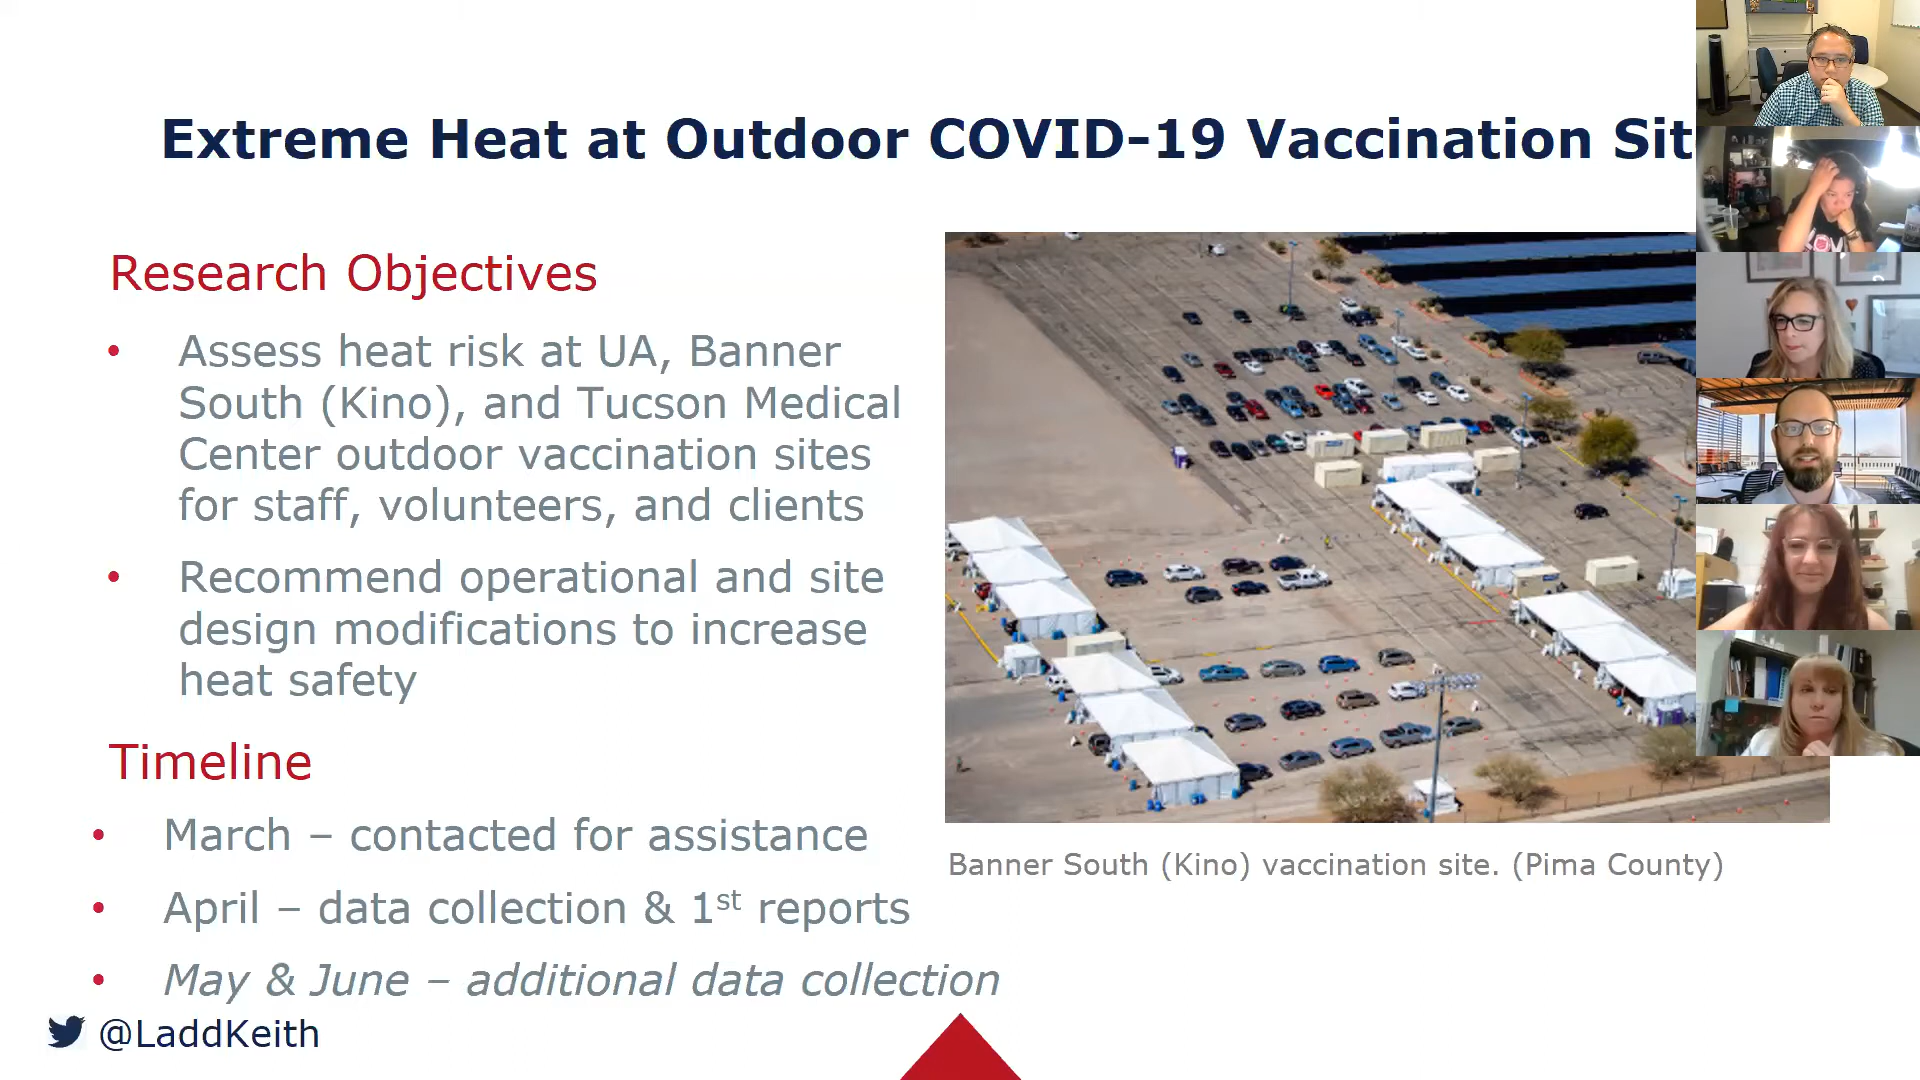 Extreme Heat at Outdoor COVID-19 Vaccination Sit
Research Objectives
• Assess heat risk at UA, Banner
South (Kino), and Tucson Medical
Center outdoor vaccination sites
for staff, volunteers, and clients
• Recommend operational and site
design modifications to increase
heat safety
Timeline
• March – contacted for assistance
• April – data collection & 1st reports
• May & June – additional data collection
@LaddKeith
Banner South (Kino) vaccination site. (Pima County)